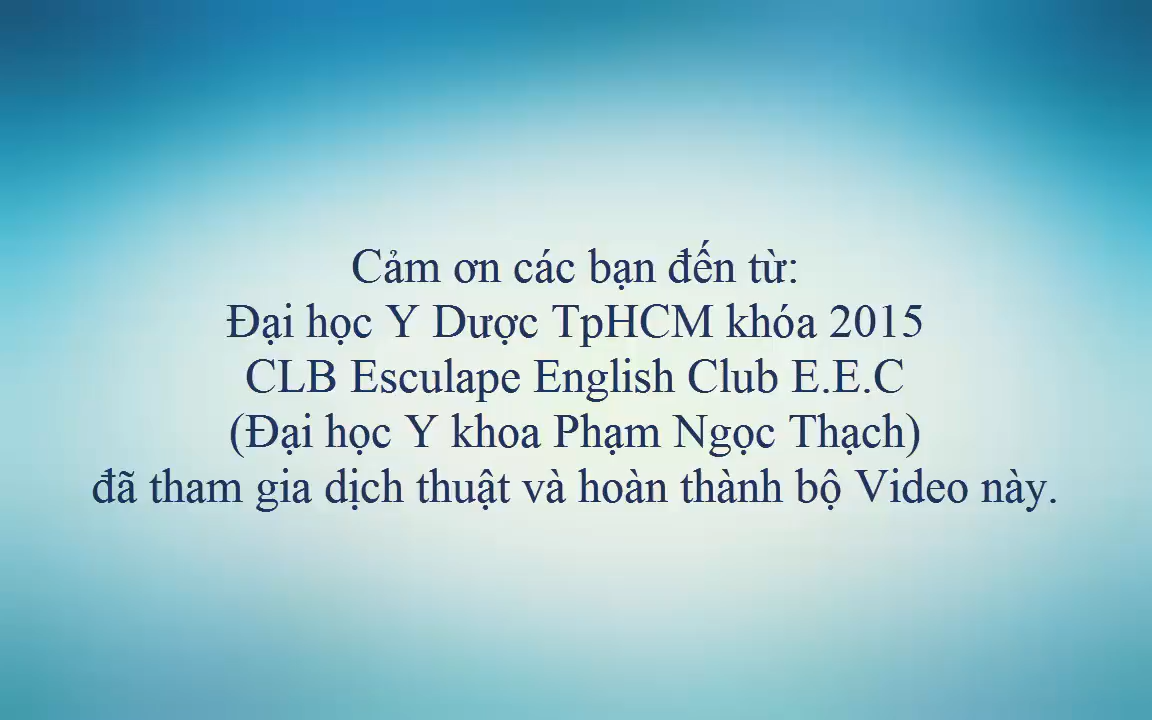 Cảm ơn các bạn đến từ:
Đại học Y Dược TpHCM khóa 2015
CLB Esculape English Club E.E.C
(Đại học Y khoa Phạm Ngọc Thạch)
đã tham gia dịch thuật và hoàn thành bộ Video này.